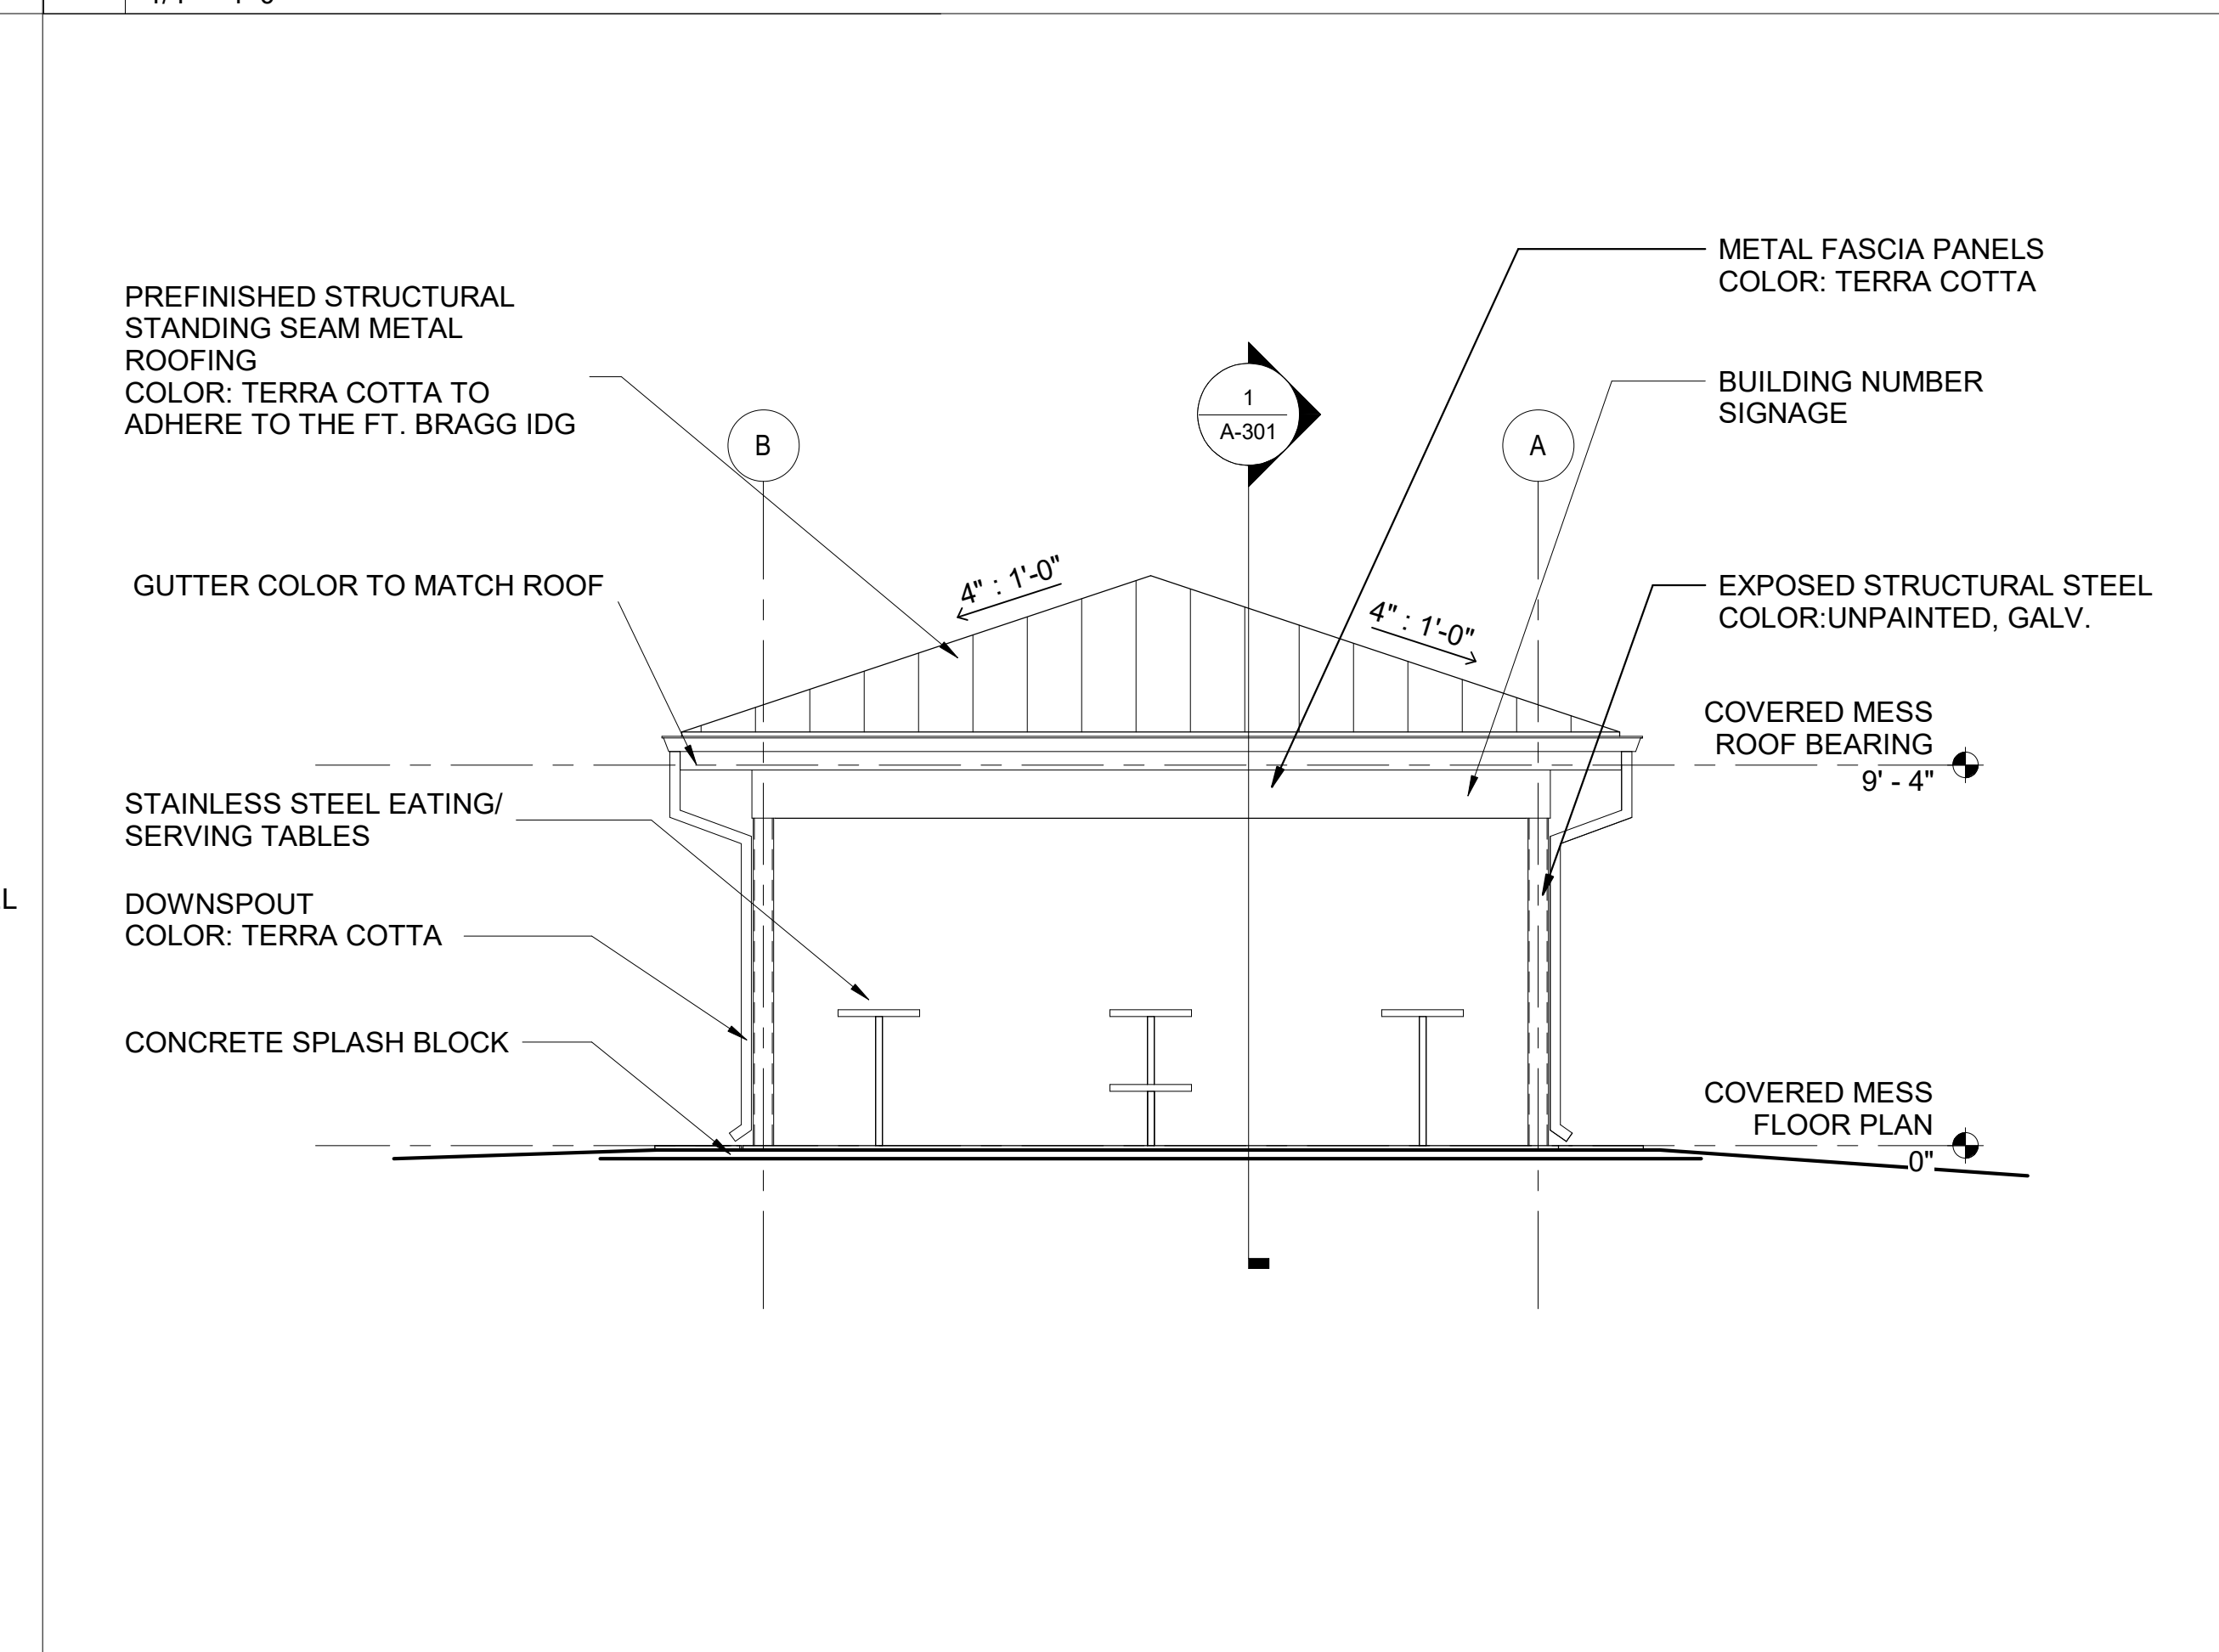 PREFINISHED STRUCTURAL
STANDING SEAM METAL
ROOFING
COLOR: TERRA COTTA TO
ADHERE TO THE FT. BRAGG IDG
GUTTER COLOR TO MATCH ROOF
STAINLESS STEEL EATING/
SERVING TABLES
DOWNSPOUT
COLOR: TERRA COTTA
CONCRETE SPLASH BLOCK
B
1
A-301
A
4" : 1'-0"
4" : 1'-0"
METAL FASCIA PANELS
COLOR: TERRA COTTA
BUILDING NUMBER
SIGNAGE
EXPOSED STRUCTURAL STEEL
COLOR:UNPAINTED, GALV.
COVERED MESS
ROOF BEARING
9' - 4"
COVERED MESS
FLOOR PLAN
0"